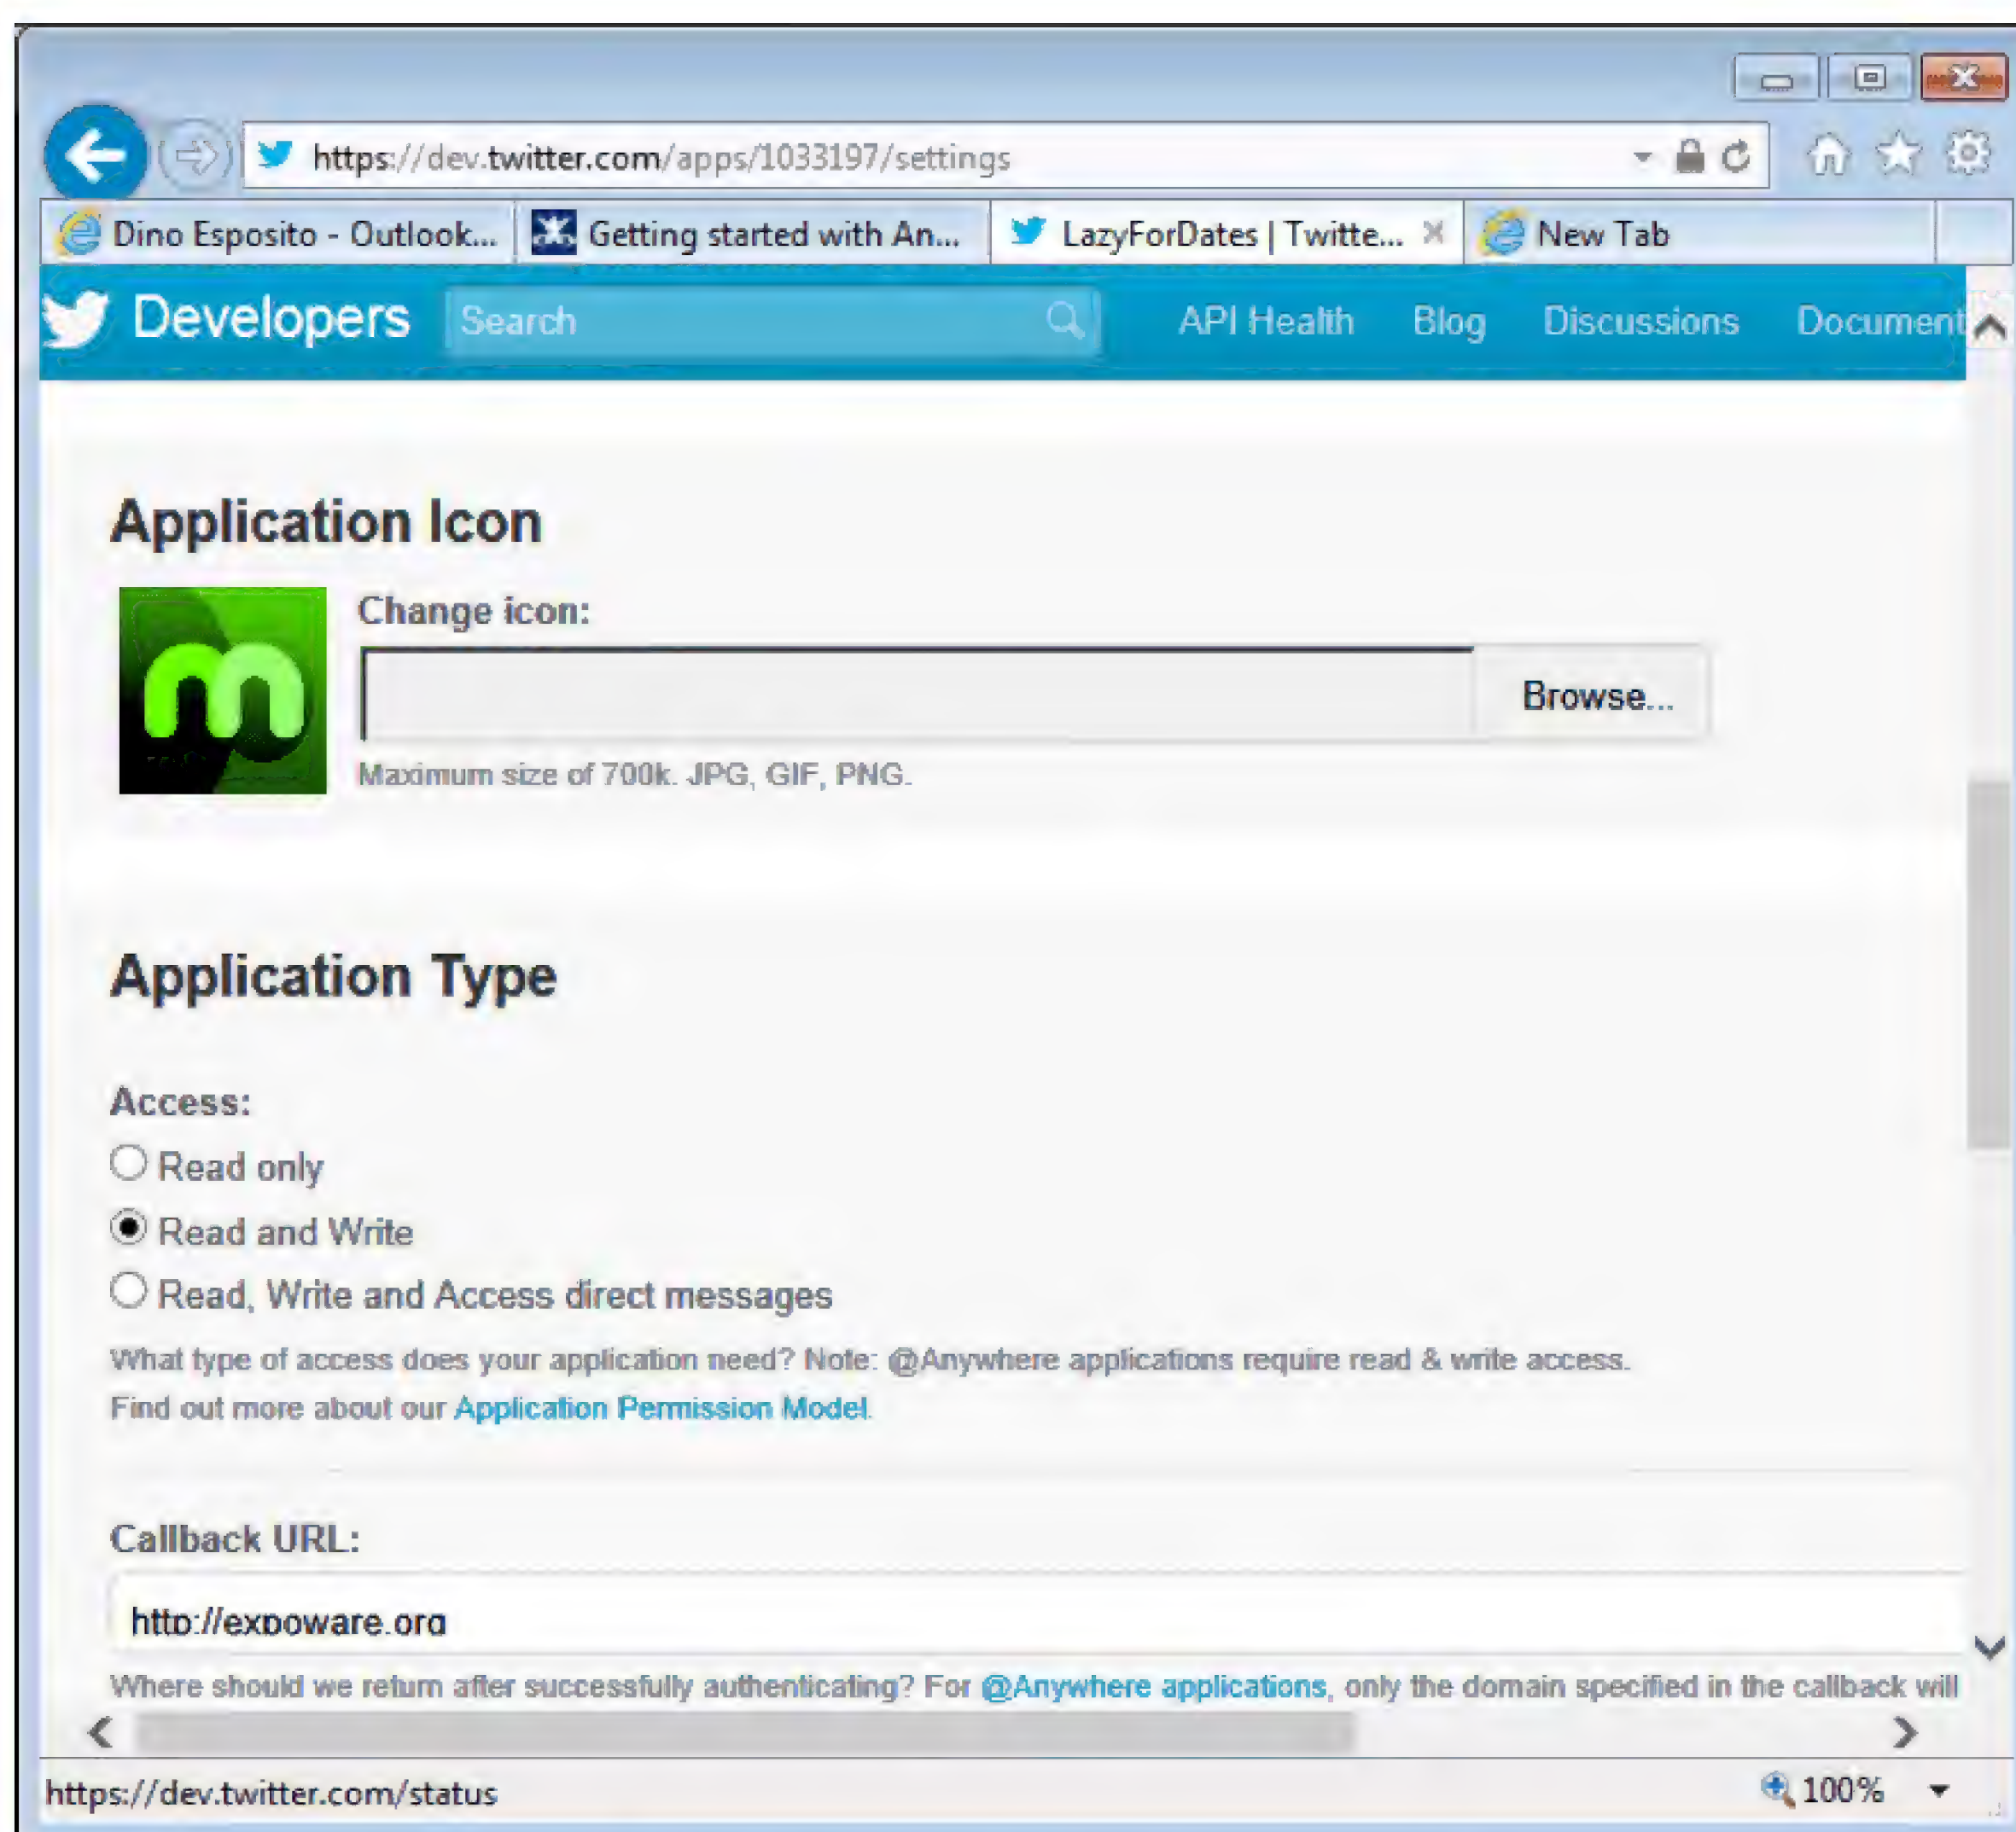 https://dev.twitter.com/apps/1033197/settings
Dino Esposito - Outlook... Getting started with An... LazyForDates | Twitte... New Tab
Developers Search API Health Blog Discussions Document
Application Icon
m
Change icon:
Browse...
Maximum size of 700k. JPG, GIF, PNG.
Application Type
Access:
Read only
Read and Write
Read, Write and Access direct messages
What type of access does your application need? Note: @Anywhere applications require read & write access.
Find out more about our Application Permission Model.
Callback URL:
http://expoware.org
Where should we return after successfully authenticating? For @Anywhere applications, only the domain specified in the callback will
https://dev.twitter.com/status 100%